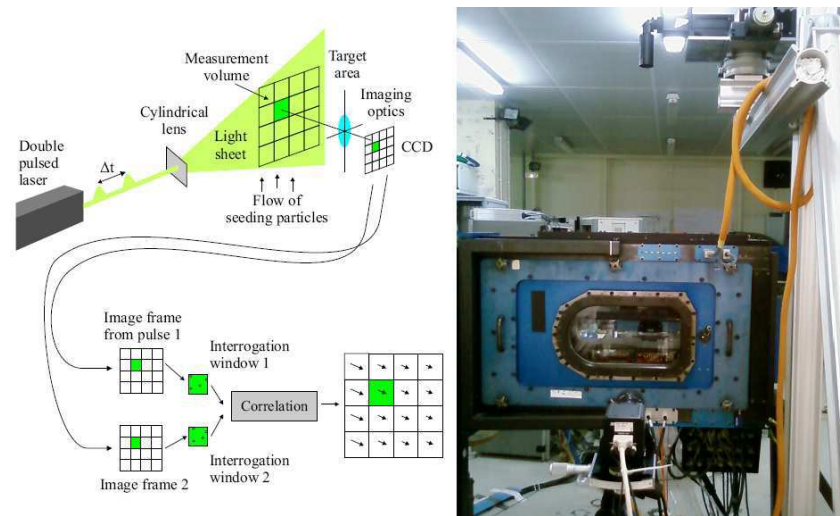 Measurement
volume
Target
area
Imaging
optics
Cylindrical
lens
Light
sheet
CCD
Double
pulsed
laser
Δt
Flow of
seeding particles
Image frame
from pulse 1
Interrogation
window 1
Correlation
Interrogation
window 2
Image frame 2